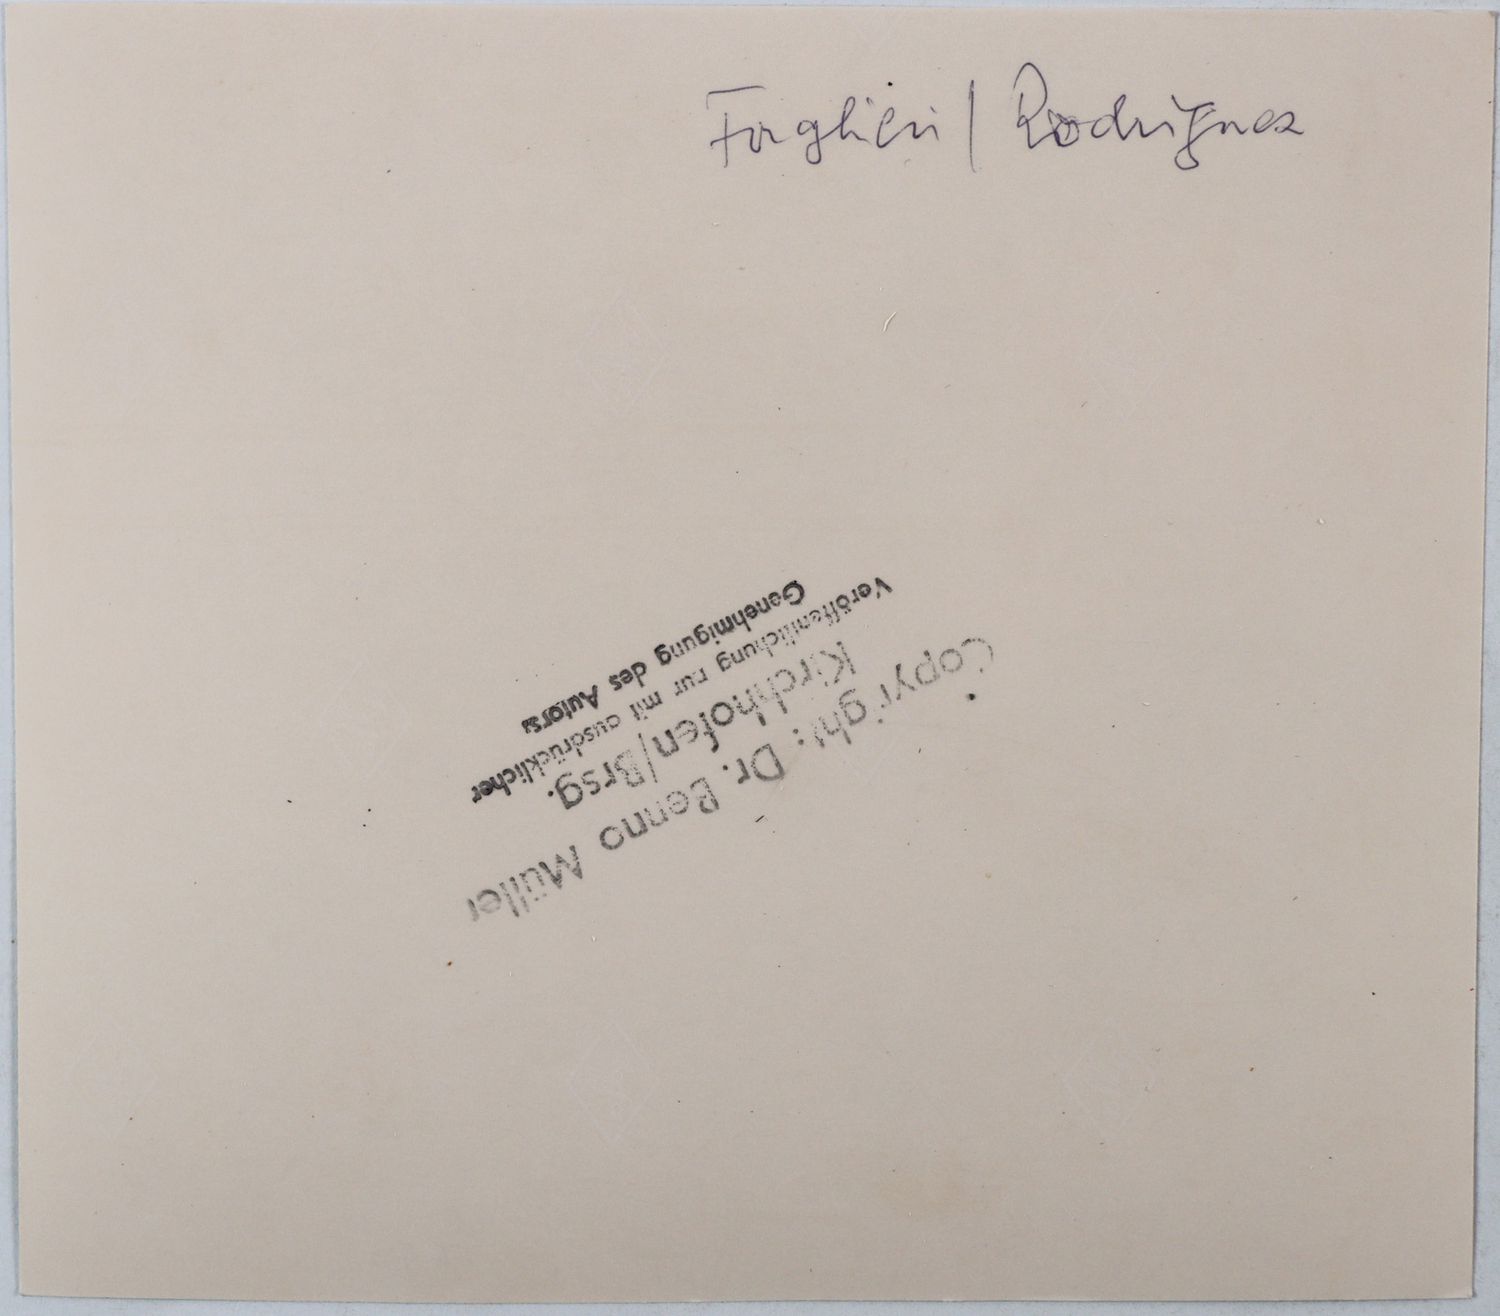 Forghieri / Rodriguez
Copyright: Dr. Benno Müller
Kirchhofen/Brsg.
Veröffentlichung nur mit ausdrücklicher
Genehmigung des Autors